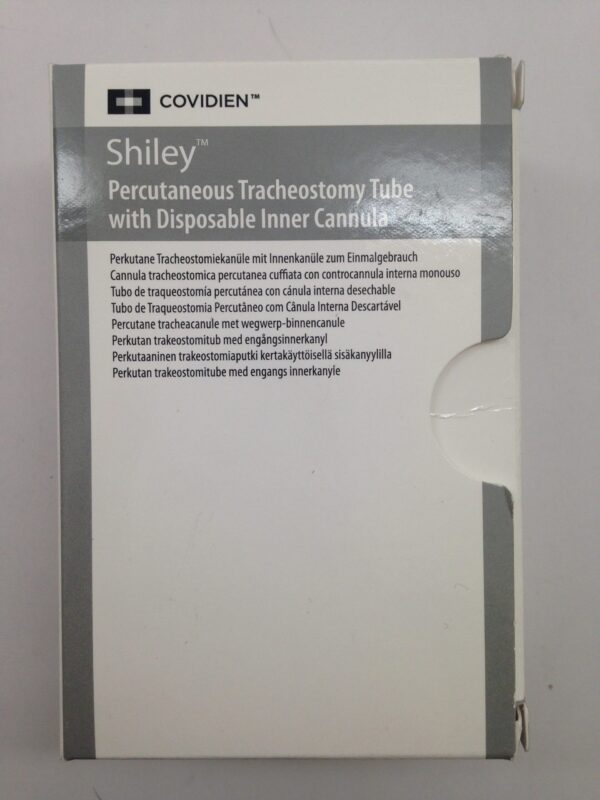 COVIDIEN™
Shiley™
Percutaneous Tracheostomy Tube
with Disposable Inner Cannula
Perkutane Tracheostomiekanüle mit Innenkanüle zum Einmalgebrauch
Cannula tracheostomica percutanea cuffiata con controcannula interna monouso
Tubo de traqueostomía percutánea con cánula interna desechable
Tubo de Traqueostomia Percutâneo com Cânula Interna Descartável
Percutane tracheacanule met wegwerp-binnencanule
Perkutan trakeostomitub med engångsinnerkanyl
Perkutaaninen trakeostomiaputki kertakäyttöisellä sisäkanyylilla
Perkutan trakeostomitube med engangs innerkanyle